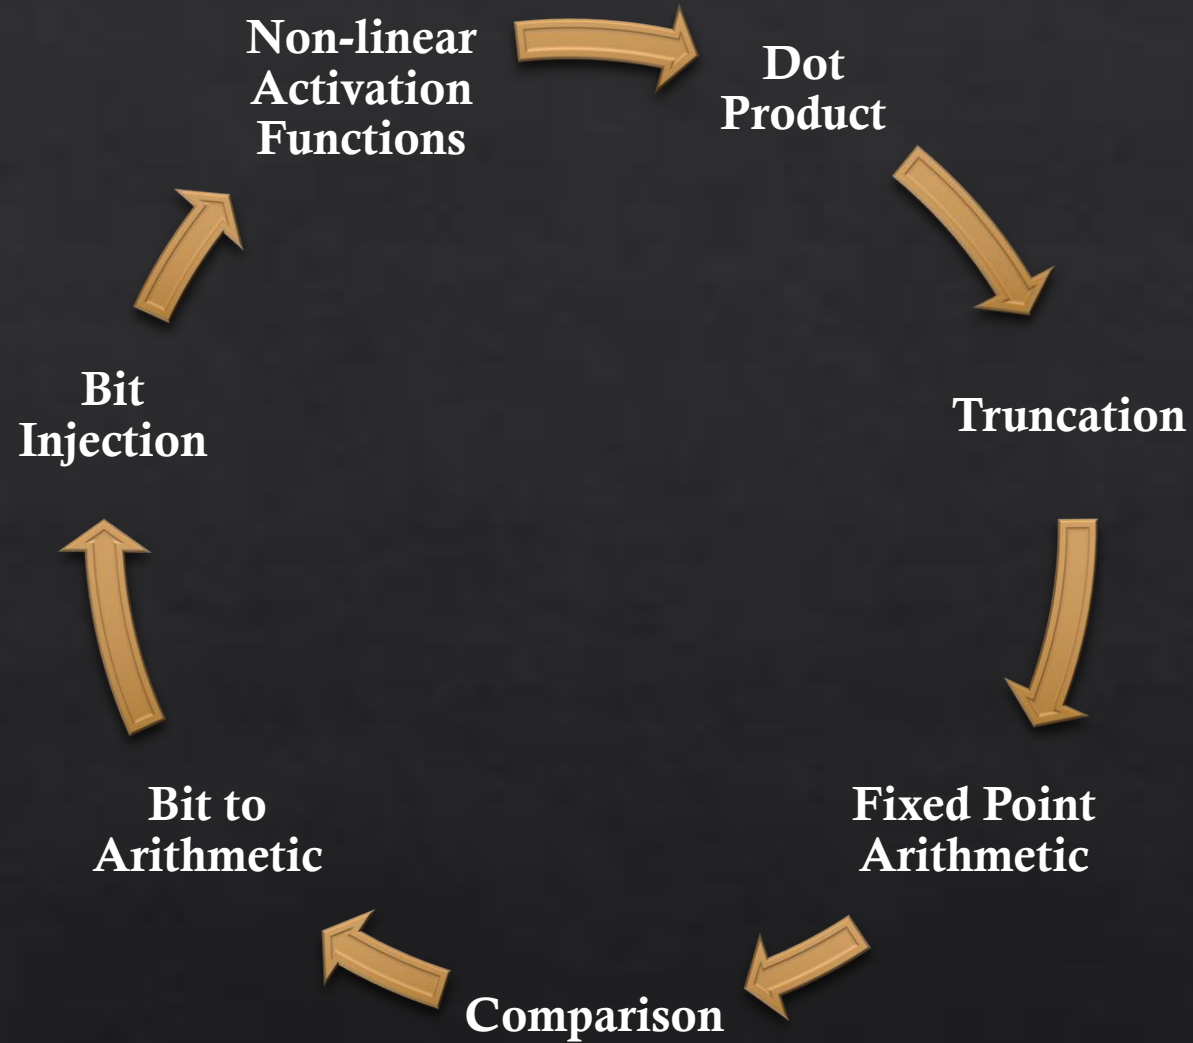 Non-linear
Activation
Functions
Dot
Product
Truncation
Fixed Point
Arithmetic
Comparison
Bit to
Arithmetic
Bit
Injection